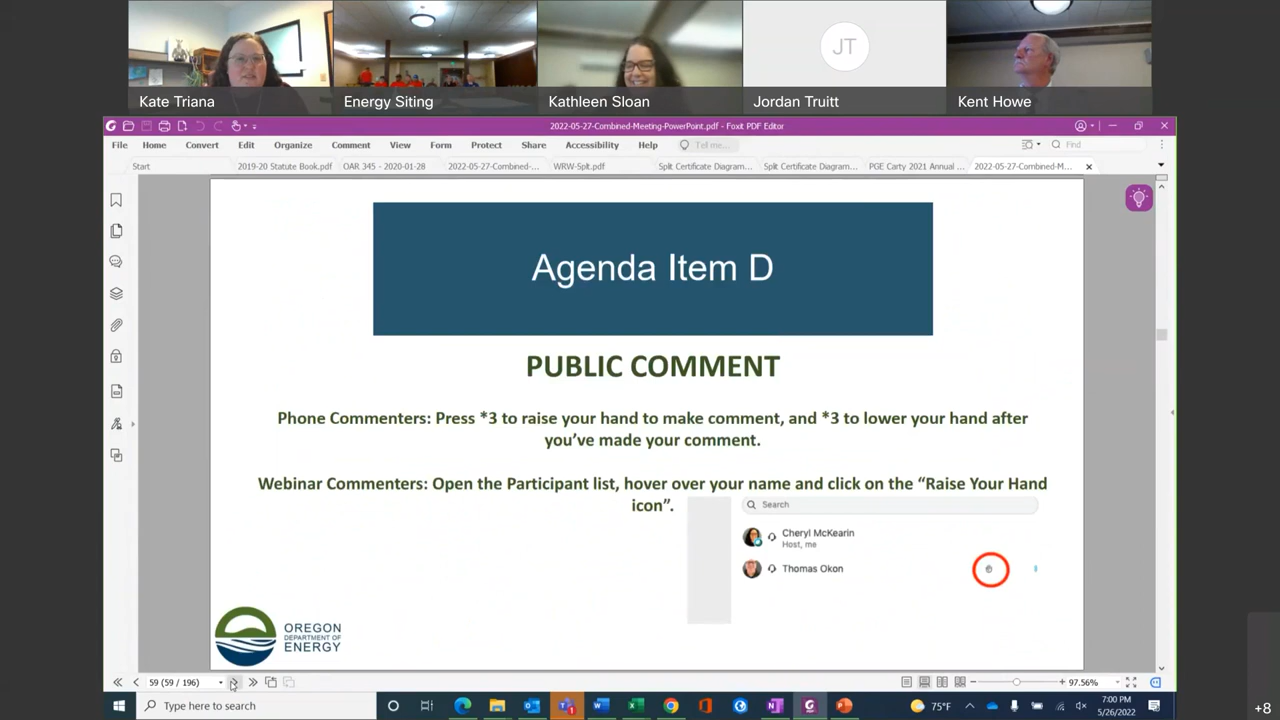 JT
Kate Triana
Energy Siting
Kathleen Sloan
Jordan Truitt
Kent Howe
2022-05-27-Combined-Meeting-PowerPoint.pdf - Foxit PDF Editor
File Home Convert Edit Organize Comment View Form Protect Share Accessibility Help Tell me... Find
Start 2019-20 Statute Book.pdf OAR 345 - 2020-01-28 2022-05-27-Combined-... WRW-Split.pdf Split Certificate Diagram... Split Certificate Diagram... PGE Carty 2021 Annual ... 2022-05-27-Combined-M...
Agenda Item D
PUBLIC COMMENT
Phone Commenters: Press *3 to raise your hand to make comment, and *3 to lower your hand after
you've made your comment.
Webinar Commenters: Open the Participant list, hover over your name and click on the “Raise Your Hand
icon”.
Search
Cheryl McKearin
Host, me
Thomas Okon
OREGON
DEPARTMENT OF
ENERGY
59 (59 / 196)
97.56%
Type here to search
75°F
7:00 PM
5/26/2022
+8